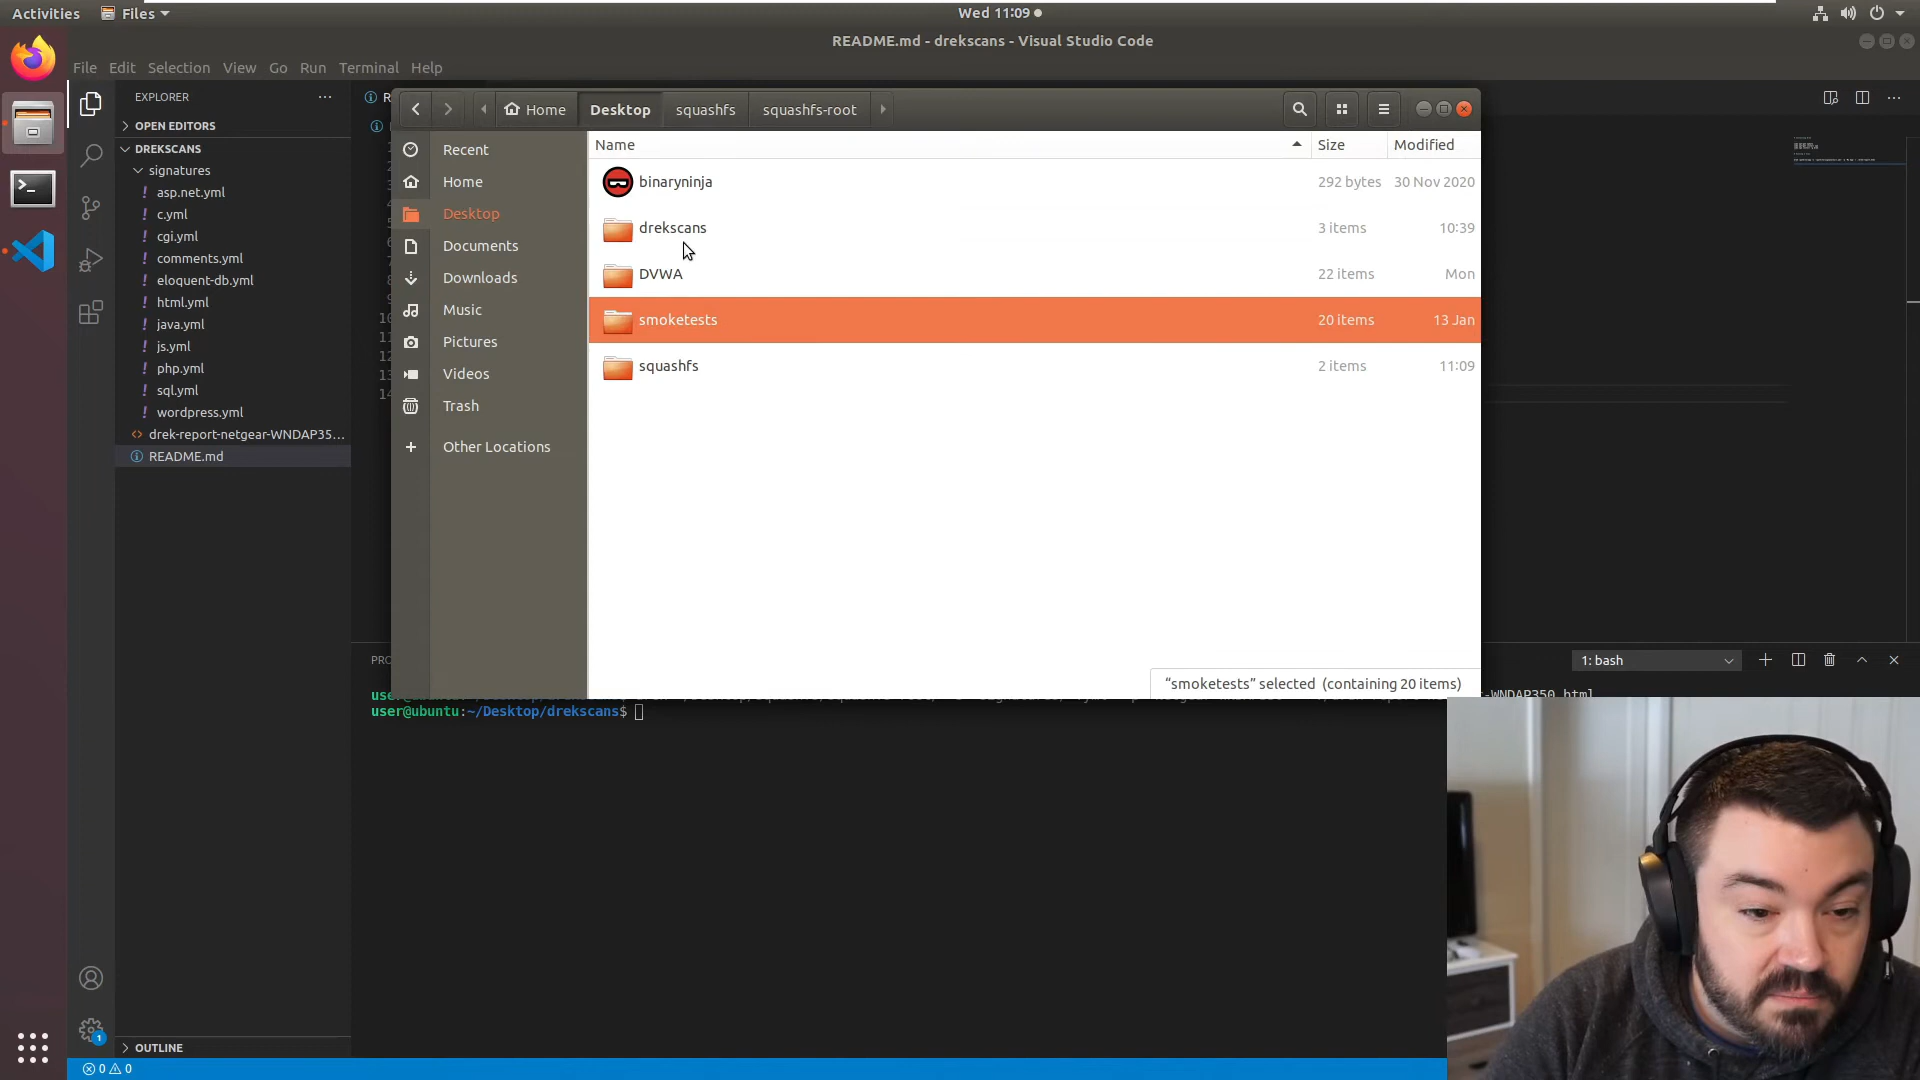 Activities
Files
Wed 11:09
README.md - drekscans - Visual Studio Code
File Edit Selection View Go Run Terminal Help
EXPLORER
OPEN EDITORS
DREKSCANS
signatures
! asp.net.yml
! c.yml
! cgi.yml
! comments.yml
! eloquent-db.yml
! html.yml
! java.yml
! js.yml
! php.yml
! sql.yml
! wordpress.yml
drek-report-netgear-WNDAP35...
README.md
OUTLINE
Home Desktop squashfs squashfs-root
Recent
Home
Desktop
Documents
Downloads
Music
Pictures
Videos
Trash
+ Other Locations
Name Size Modified
binaryninja 292 bytes 30 Nov 2020
drekscans 3 items 10:39
DVWA 22 items Mon
smoketests 20 items 13 Jan
squashfs 2 items 11:09
“smoketests” selected (containing 20 items)
1: bash
-WNDAP350.html
user@ubuntu:~/Desktop/drekscans$
0 0
1